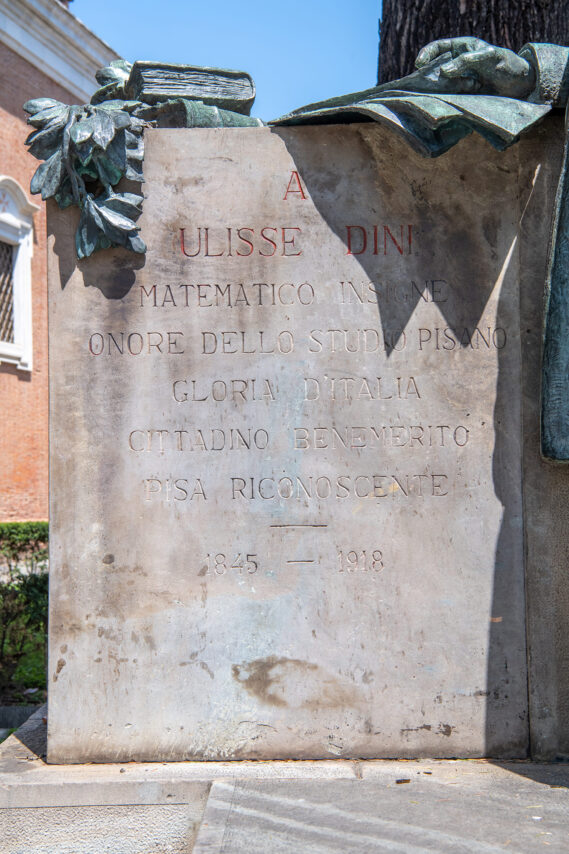 A
ULISSE DINI
MATEMATICO INSIGNE
ONORE DELLO STUDIO PISANO
GLORIA D'ITALIA
CITTADINO BENEMERITO
PISA RICONOSCENTE
1845 — 1918